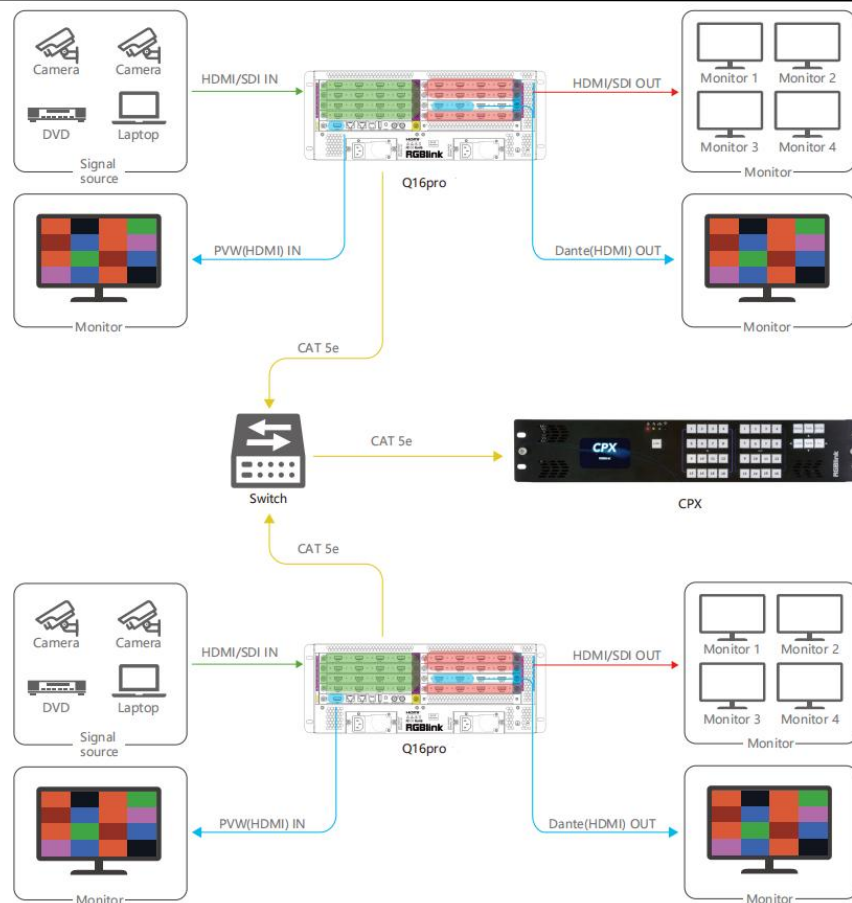 Camera
Camera
DVD
Laptop
Signal
source
HDMI/SDI IN
RGBlink
Q16pro
HDMI/SDI OUT
Monitor 1
Monitor 2
Monitor 3
Monitor 4
Monitor
PVW(HDMI) IN
Monitor
Dante(HDMI) OUT
Monitor
CAT 5e
Switch
CAT 5e
CPX
RGBlink
CPX
CAT 5e
Camera
Camera
DVD
Laptop
Signal
source
HDMI/SDI IN
RGBlink
Q16pro
HDMI/SDI OUT
Monitor 1
Monitor 2
Monitor 3
Monitor 4
Monitor
PVW(HDMI) IN
Monitor
Dante(HDMI) OUT
Monitor